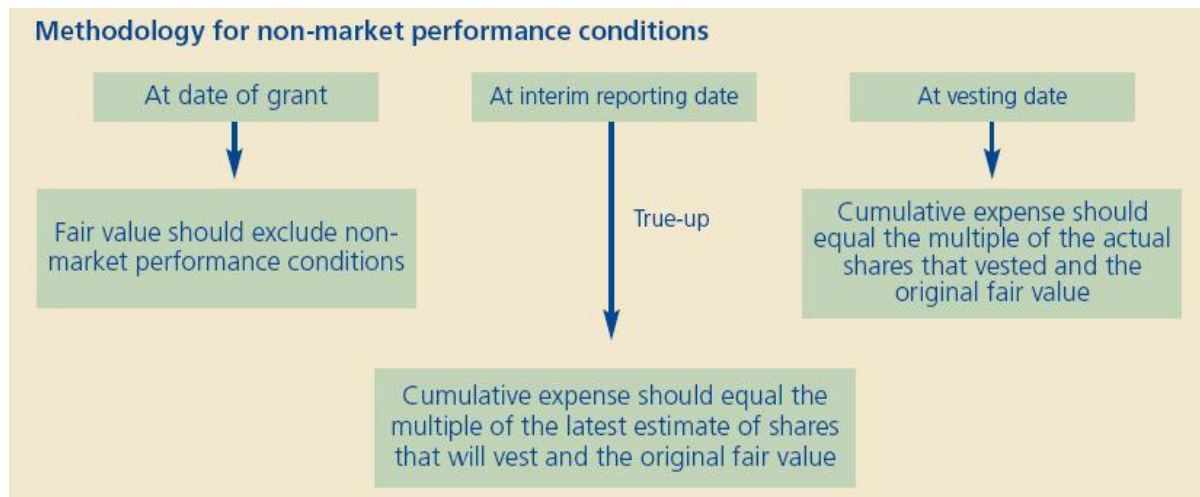 Methodology for non-market performance conditions
At date of grant
At interim reporting date
At vesting date
Fair value should exclude non-
market performance conditions
True-up
Cumulative expense should
equal the multiple of the actual
shares that vested and the
original fair value
Cumulative expense should equal the
multiple of the latest estimate of shares
that will vest and the original fair value